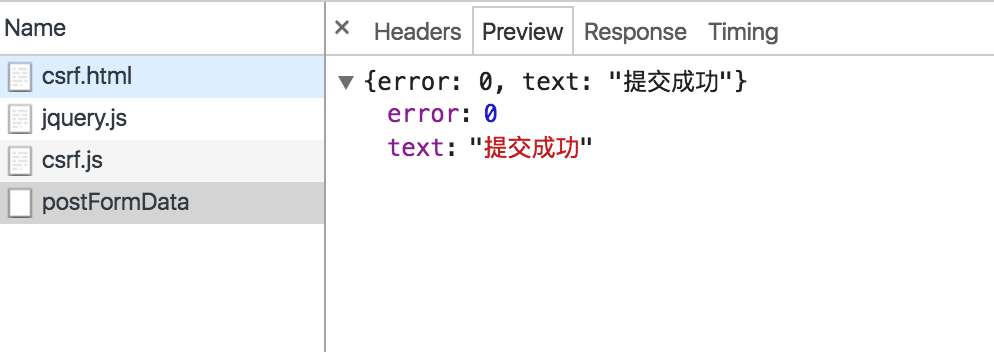 Name
csrf.html
jquery.js
csrf.js
postFormData
× Headers Preview Response Timing
▼ {error: 0, text: "提交成功"}
error: 0
text: "提交成功"